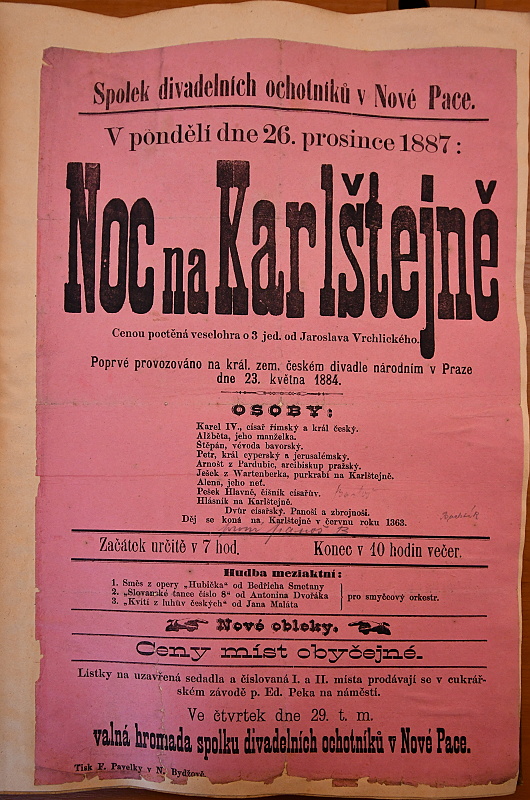 Spolek divadelních ochotníků v Nové Pace.
V pondělí dne 26. prosince 1887:
Noc na Karlštejně
Cenou poctěná veselohra o 3 jed. od Jaroslava Vrchlického.
Poprvé provozováno na král. zem. českém divadle národním v Praze
dne 23. května 1884.
OSOBY:
Karel IV., císař římský a král český.
Alžběta, jeho manželka.
Štěpán, vévoda bavorský.
Petr, král cyperský a jerusalémský.
Arnošt z Pardubic, arcibiskup pražský.
Ješek z Wartenberka, purkrabí na Karlštejně.
Alena, jeho neť.
Pešek Hlavně, číšník císařův.
Hlásník na Karlštejně.
Dvůr císařský. Panoši a zbrojnoši.
Děj se koná na Karlštejně v červnu roku 1363.
Začátek určitě v 7 hod. Konec v 10 hodin večer.
Hudba meziaktní:
1. Směs z opery „Hubička" od Bedřicha Smetany
2. „Slovanské tance číslo 8" od Antonina Dvořáka
3. „Kvítí z luhův českých" od Jana Maláta
pro smyčcový orkestr.
Nové obleky.
Ceny míst obyčejné.
Lístky na uzavřená sedadla a číslovaná I. a II. místa prodávají se v cukrář-
ském závodě p. Ed. Peka na náměstí.
Ve čtvrtek dne 29. t. m.
valná hromada spolku divadelních ochotníků v Nové Pace.
Tisk F. Pavelky v N. Bydžově.